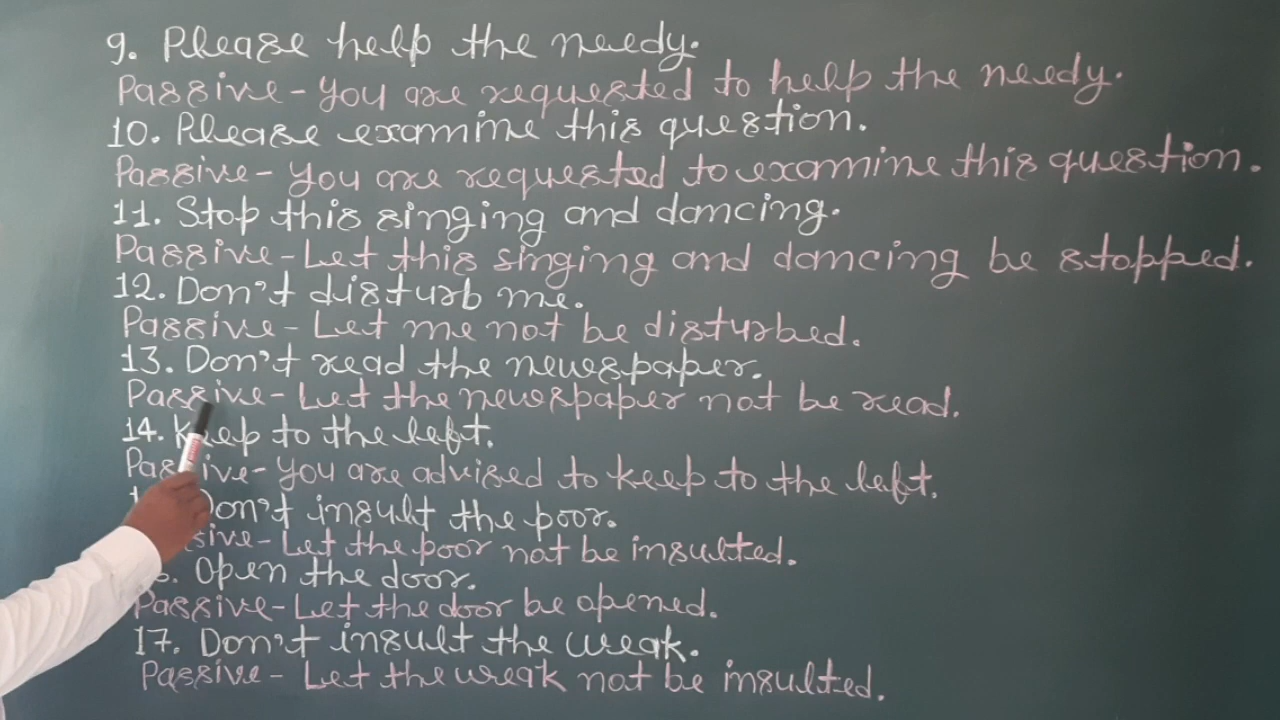 9. Please help the needy.
Passive - You are requested to help the needy.
10. Please examine this question.
Passive - You are requested to examine this question.
11. Stop this singing and dancing.
Passive - Let this singing and dancing be stopped.
12. Don't disturb me.
Passive - Let me not be disturbed.
13. Don't read the newspaper.
Passive - Let the newspaper not be read.
14. Keep to the left.
Passive - You are advised to keep to the left.
Don't insult the poor.
Passive - Let the poor not be insulted.
Open the door.
Passive - Let the door be opened.
17. Don't insult the weak.
Passive - Let the weak not be insulted.